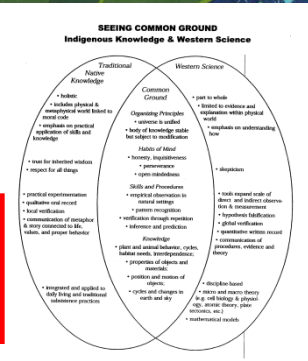 SEEING COMMON GROUND
Indigenous Knowledge & Western Science
Traditional
Native
Knowledge
• holistic
• includes physical &
metaphysical world linked to
moral code
• emphasis on practical
application of skills and
knowledge
• trust for inherited wisdom
• respect for all things
• practical experimentation
• qualitative oral record
• local verification
• communication of metaphor
& story connected to life,
values, and proper behavior
• integrated and applied to
daily living and traditional
subsistence practices
Common
Ground
Organizing Principles
• universe is unified
• body of knowledge stable
but subject to modification
Habits of Mind
• honesty, inquisitiveness
• perseverance
• open-mindedness
Skills and Procedures
• empirical observation in
natural settings
• pattern recognition
• verification through repetition
• inference and prediction
Knowledge
• plant and animal behavior, cycles,
habitat needs, interdependence;
• properties of objects and
materials;
• position and motion of
objects;
• cycles and changes in
earth and sky
Western Science
• part to whole
• limited to evidence and
explanation within physical
world
• emphasis on understanding
how
• skepticism
• tools expand scale of
direct and indirect observa-
tion & measurement
• hypothesis falsification
• global verification
• quantitative written record
• communication of
procedures, evidence and
theory
• discipline based
• micro and macro theory
(e.g. cell biology & physiol-
ogy, atomic theory, plate
tectonics, etc.)
• mathematical models